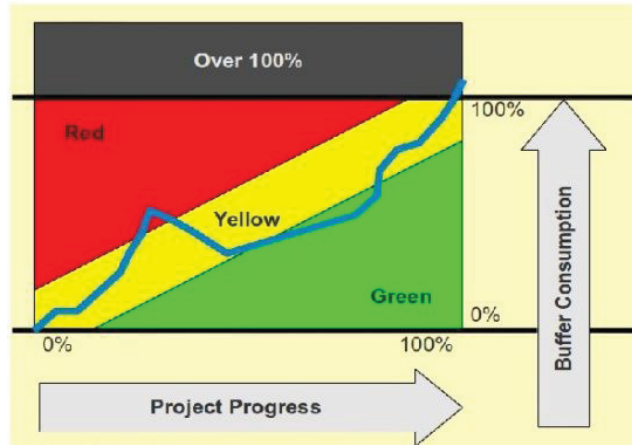 Over 100%
100%
Red
Yellow
Green
0%
0%
100%
Project Progress
Buffer Consumption